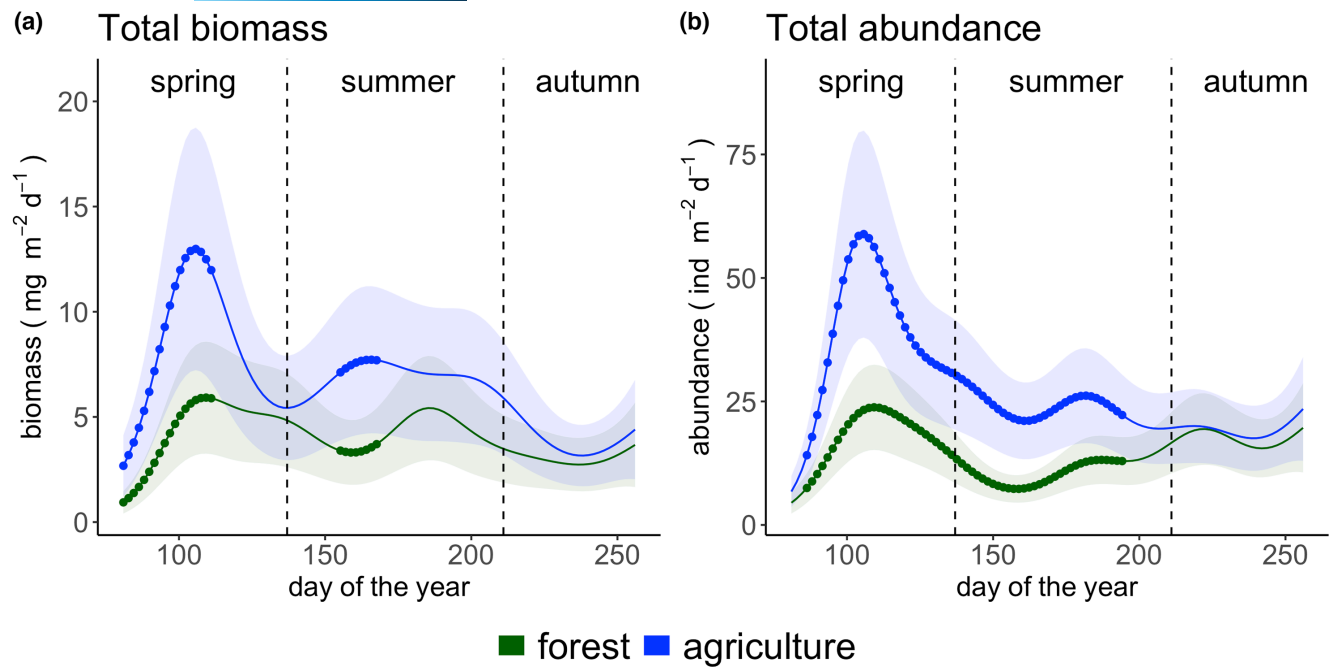 (a) Total biomass
spring summer autumn
20
15
10
5
0
biomass ( mg m⁻² d⁻¹ )
100 150 200 250
day of the year
(b) Total abundance
spring summer autumn
75
50
25
0
abundance ( ind m⁻² d⁻¹ )
100 150 200 250
day of the year
forest agriculture